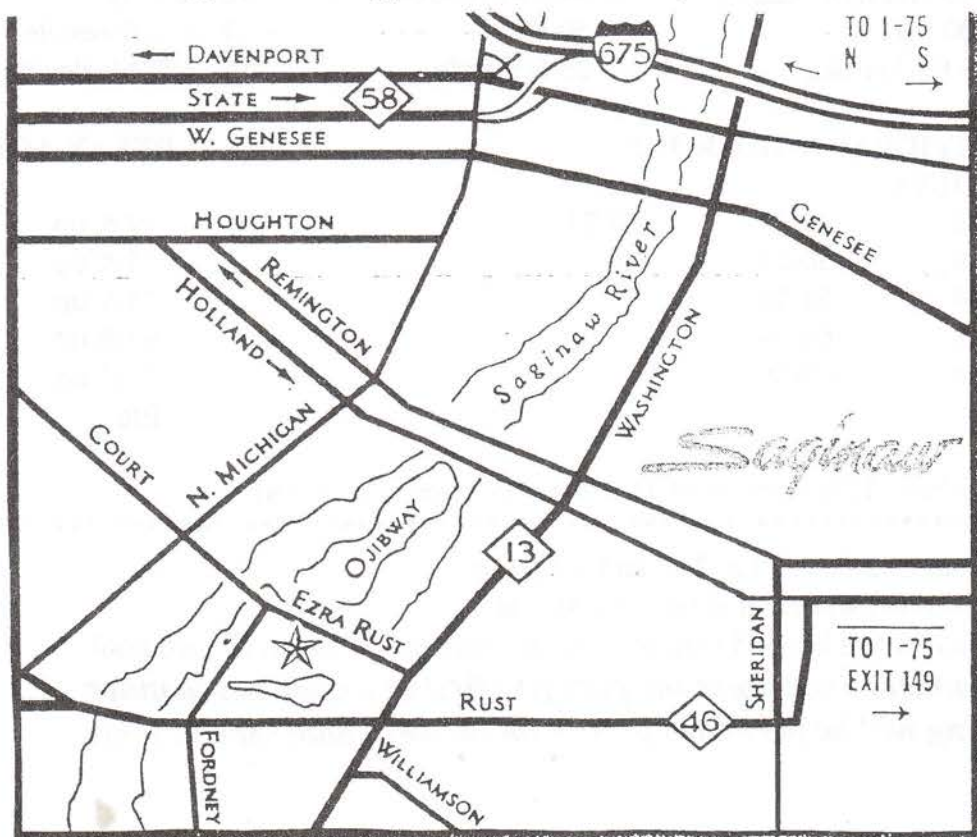 TO I-75
N S
DAVENPORT
675
STATE
58
W. GENESEE
GENESEE
HOUGHTON
REMINGTON
HOLLAND
Saginaw River
WASHINGTON
Saginaw
COURT
N. MICHIGAN
OJIBWAY
13
EZRA RUST
SHERIDAN
TO I-75
EXIT 149
RUST
46
FORDNEY
WILLIAMSON